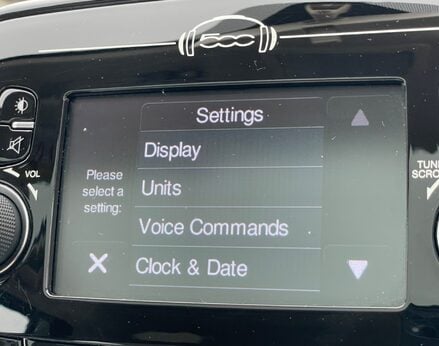 500
Settings
Display
Please
select a
setting:
Units
Voice Commands
Clock & Date
VOL
TUNE
SCROLL